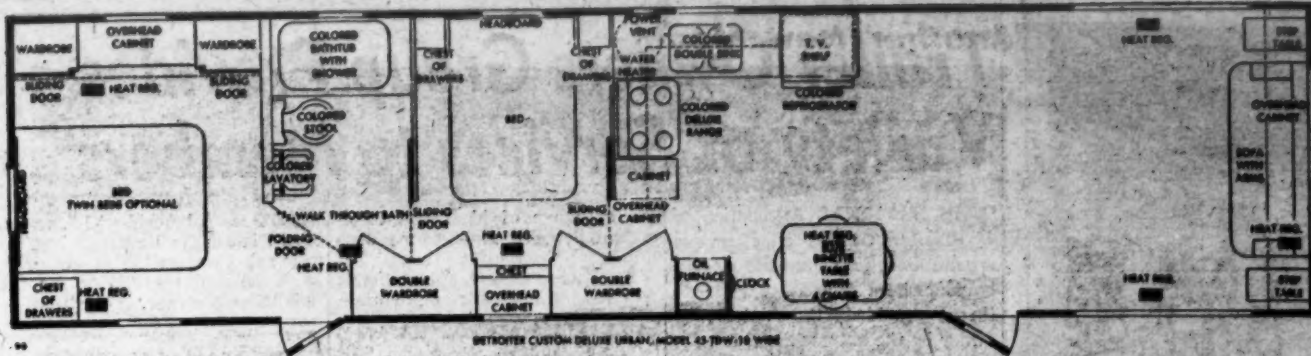 WARDROBE
OVERHEAD
CABINET
WARDROBE
SLIDING
DOOR
HEAT REG.
SLIDING
DOOR
BED
TWIN BEDS OPTIONAL
CHEST
OF
DRAWERS
HEAT REG.
COLORED
BATHTUB
WITH
SHOWER
COLORED
STOOL
COLORED
LAVATORY
WALK THROUGH BATH
FOLDING
DOOR
HEAT REG.
SLIDING
DOOR
DOUBLE
WARDROBE
HEADBOARD
CHEST
OF
DRAWERS
CHEST
OF
DRAWERS
BED
SLIDING
DOOR
HEAT REG.
CHEST
OVERHEAD
CABINET
DOUBLE
WARDROBE
POWER
VENT
WATER
HEATER
COLORED
DOUBLE SINK
T. V.
SHELF
COLORED
REFRIGERATOR
COLORED
DELUXE
RANGE
CABINET
OVERHEAD
CABINET
OIL
FURNACE
CLOCK
HEAT REG.
DINETTE
TABLE
WITH
4 CHAIRS
HEAT REG.
STEP
TABLE
OVERHEAD
CABINET
SOFA
WITH
ARMS
HEAT REG.
HEAT REG.
STEP
TABLE
DETROITER CUSTOM DELUXE URBAN, MODEL 45-TBW-10 WIDE